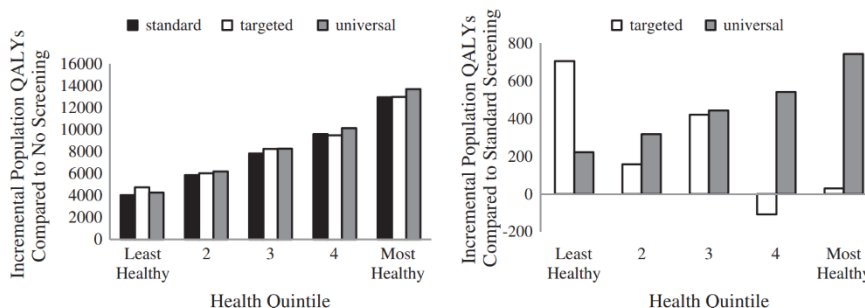 standard targeted universal
Incremental Population QALYs
Compared to No Screening
16000
14000
12000
10000
8000
6000
4000
2000
0
Least
Healthy
2
3
4
Most
Healthy
Health Quintile
targeted universal
Incremental Population QALYs
Compared to Standard Screening
800
600
400
200
0
-200
Least
Healthy
2
3
4
Most
Healthy
Health Quintile